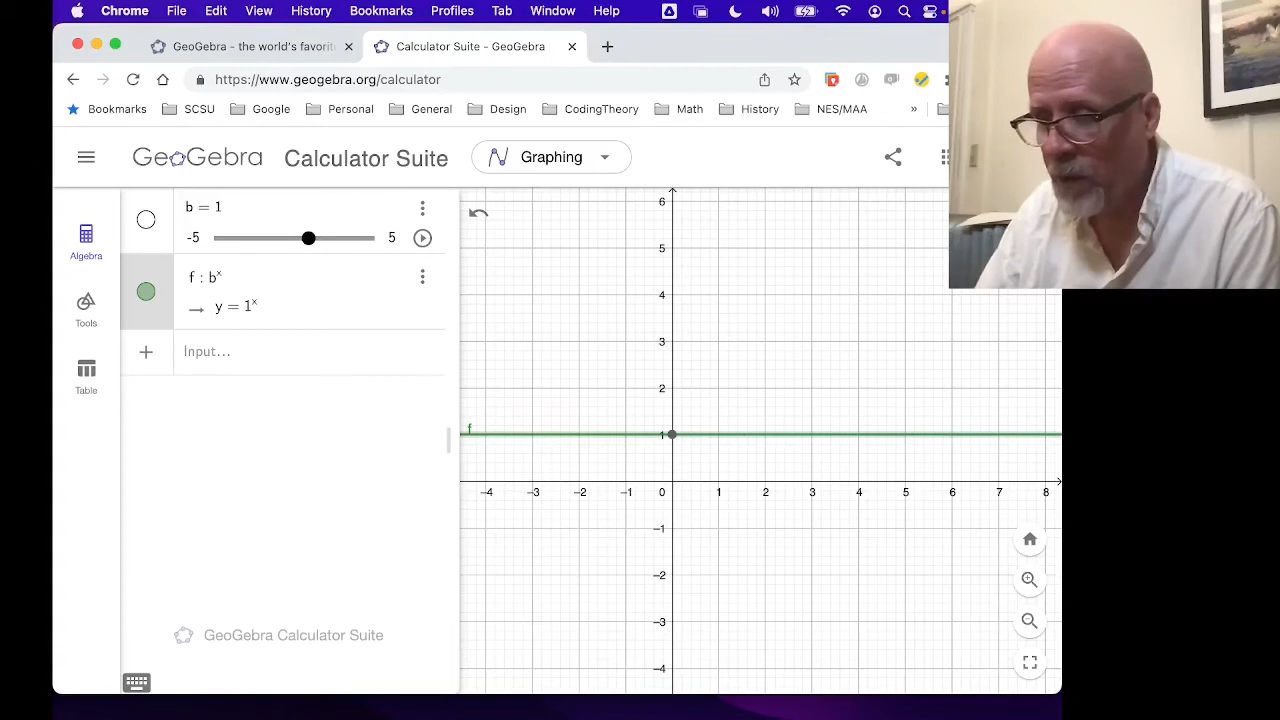 Chrome File Edit View History Bookmarks Profiles Tab Window Help
GeoGebra - the world's favorit
Calculator Suite - GeoGebra
https://www.geogebra.org/calculator
Bookmarks SCSU Google Personal General Design CodingTheory Math History NES/MAA »
GeoGebra Calculator Suite Graphing
Algebra
Tools
Table
b = 1
-5 5
f : bˣ
→ y = 1ˣ
+ Input...
GeoGebra Calculator Suite
f
6
5
4
3
2
1
−4 −3 −2 −1 0 1 2 3 4 5 6 7 8
−1
−2
−3
−4